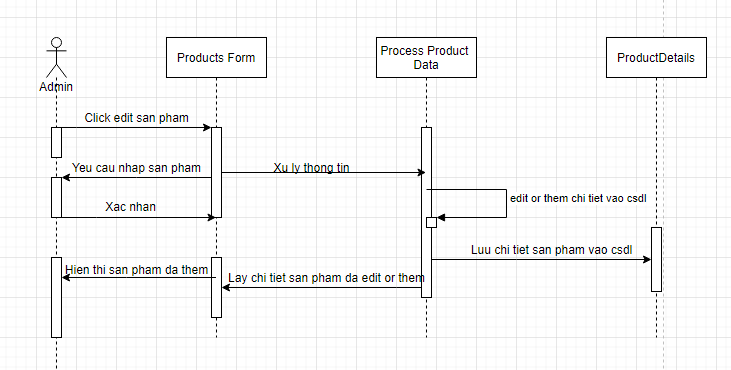 Products Form
Process Product
Data
ProductDetails
Admin
Click edit san pham
Yeu cau nhap san pham
Xu ly thong tin
edit or them chi tiet vao csdl
Xac nhan
Luu chi tiet san pham vao csdl
Hien thi san pham da them
Lay chi tiet san pham da edit or them